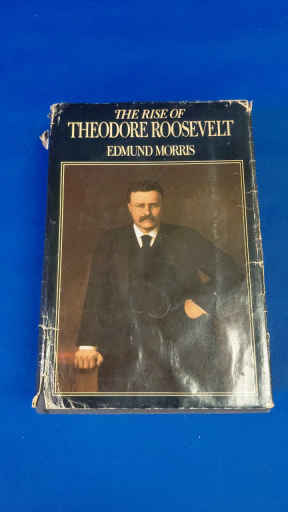 THE RISE OF
THEODORE ROOSEVELT
EDMUND MORRIS